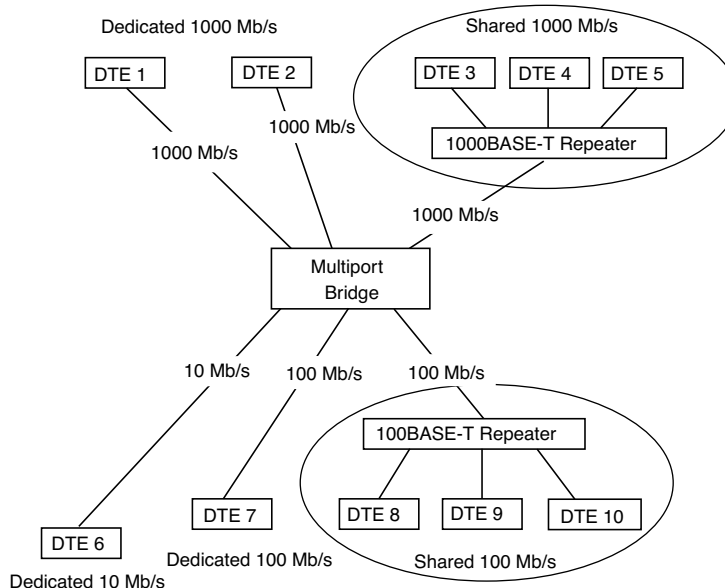 Dedicated 1000 Mb/s
Shared 1000 Mb/s
DTE 1
DTE 2
DTE 3
DTE 4
DTE 5
1000 Mb/s
1000 Mb/s
1000BASE-T Repeater
1000 Mb/s
Multiport
Bridge
10 Mb/s
100 Mb/s
100 Mb/s
100BASE-T Repeater
DTE 6
DTE 7
DTE 8
DTE 9
DTE 10
Dedicated 10 Mb/s
Dedicated 100 Mb/s
Shared 100 Mb/s